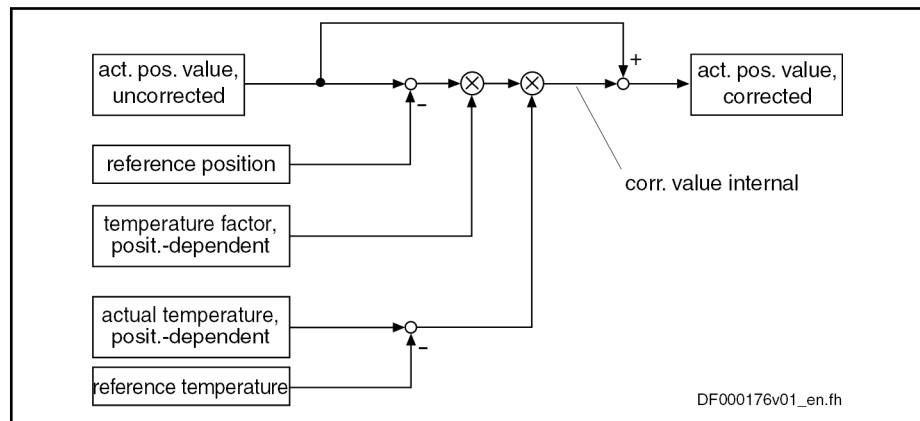 act. pos. value,
uncorrected
+
act. pos. value,
corrected
–
reference position
corr. value internal
temperature factor,
posit.-dependent
actual temperature,
posit.-dependent
–
reference temperature
DF000176v01_en.fh